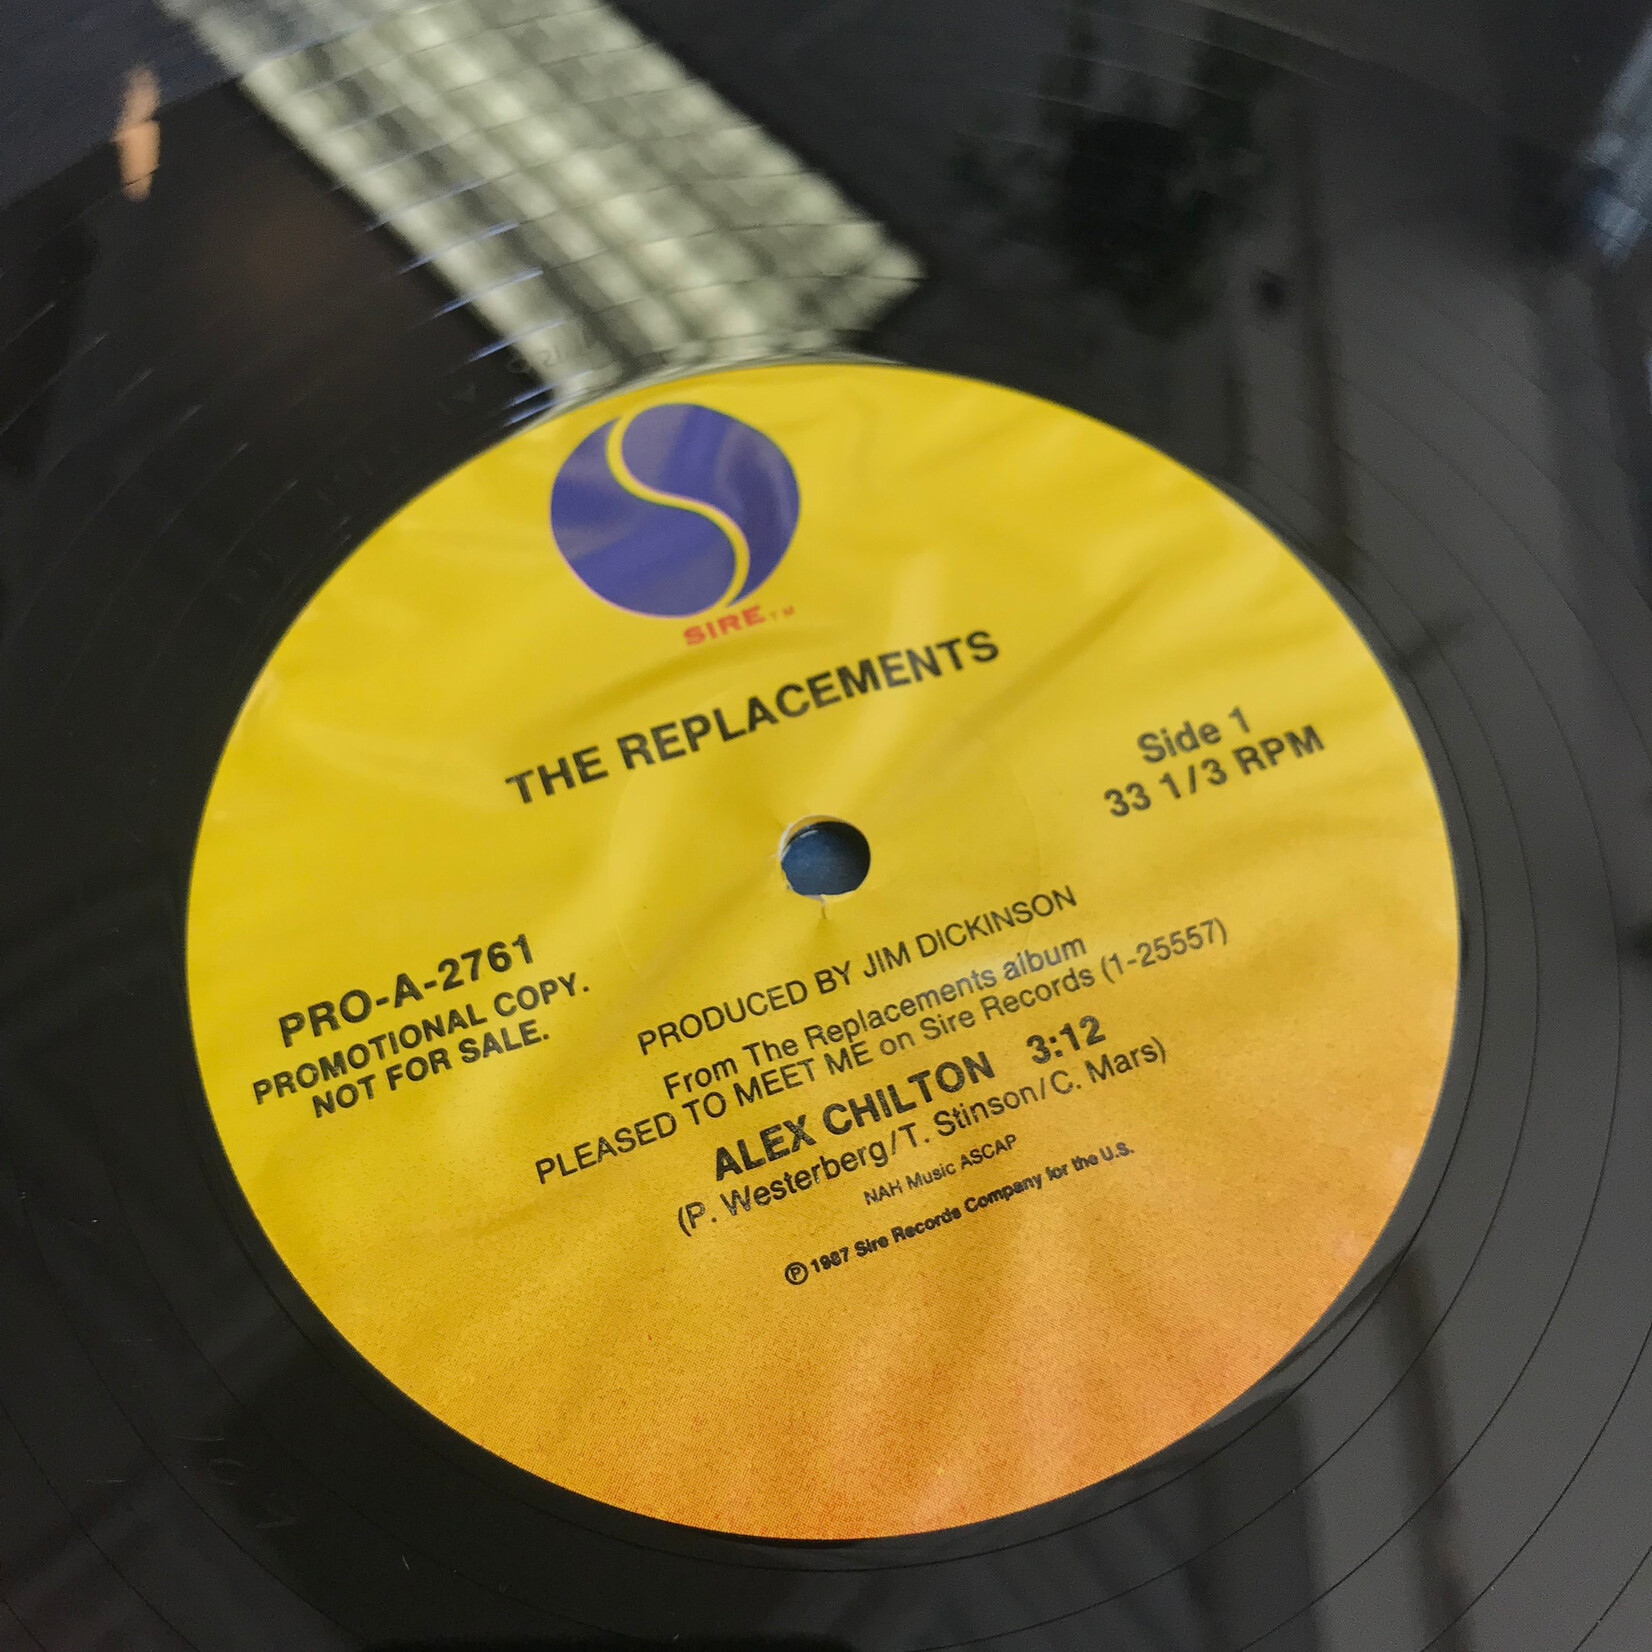 SIRE™
THE REPLACEMENTS
Side 1
33 1/3 RPM
PRO-A-2761
PROMOTIONAL COPY.
NOT FOR SALE.
PRODUCED BY JIM DICKINSON
From The Replacements album
PLEASED TO MEET ME on Sire Records (1-25557)
ALEX CHILTON 3:12
(P. Westerberg/T. Stinson/C. Mars)
NAH Music ASCAP
℗ 1987 Sire Records Company for the U.S.